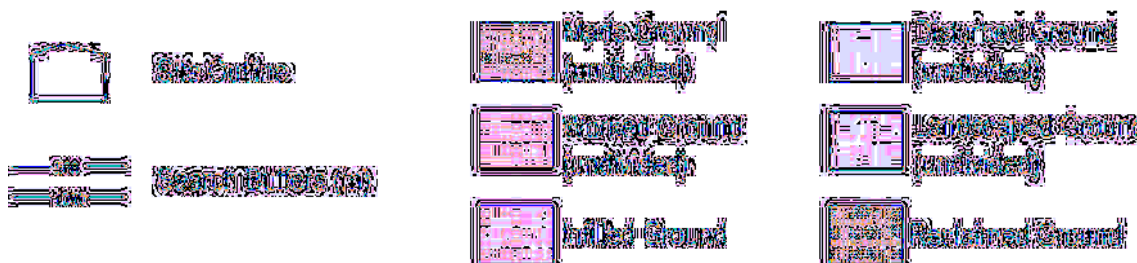 Site Outline
Search buffers (m)
Made Ground
(undivided)
Worked Ground
(undivided)
Infilled Ground
Disturbed Ground
(undivided)
Landscaped Groun
(undivided)
Reclaimed Ground